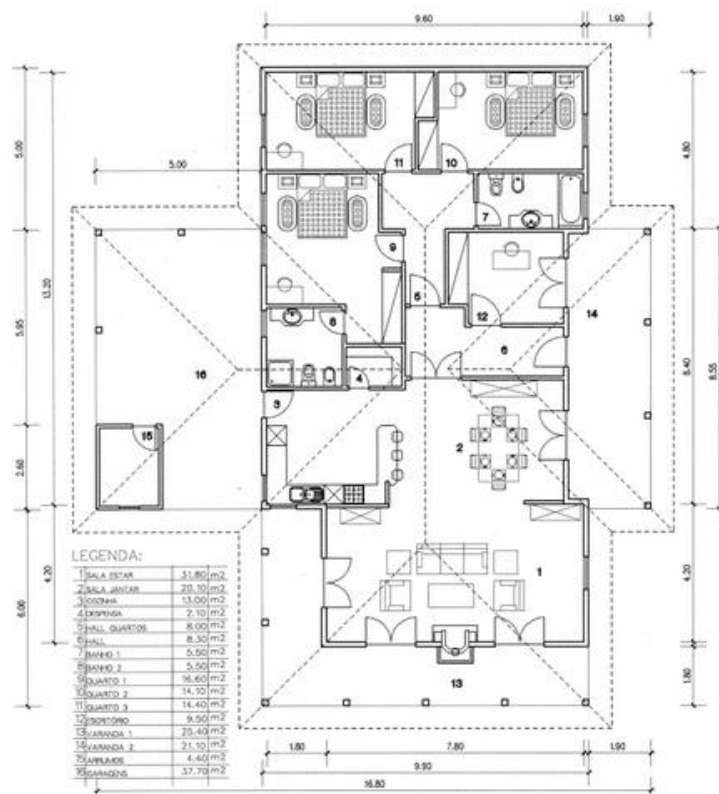 9.60
1.90
5.00
5.00
13.20
5.95
2.60
4.20
6.00
4.80
8.40
8.55
4.20
1.80
11
10
7
9
5
12
14
8
6
16
4
3
15
2
1
13
LEGENDA:
1 SALA ESTAR 31.80 m2
2 SALA JANTAR 20.10 m2
3 COZINHA 13.00 m2
4 DESPENSA 2.10 m2
5 HALL QUARTOS 8.00 m2
6 HALL 8.30 m2
7 BANHO 1 5.50 m2
8 BANHO 2 5.50 m2
9 QUARTO 1 16.60 m2
10 QUARTO 2 14.10 m2
11 QUARTO 3 16.40 m2
12 ESCRITÓRIO 9.50 m2
13 VARANDA 1 25.40 m2
14 VARANDA 2 21.10 m2
15 ARRUMOS 4.40 m2
16 GARAGENS 37.70 m2
1.80
7.80
1.90
9.90
16.80